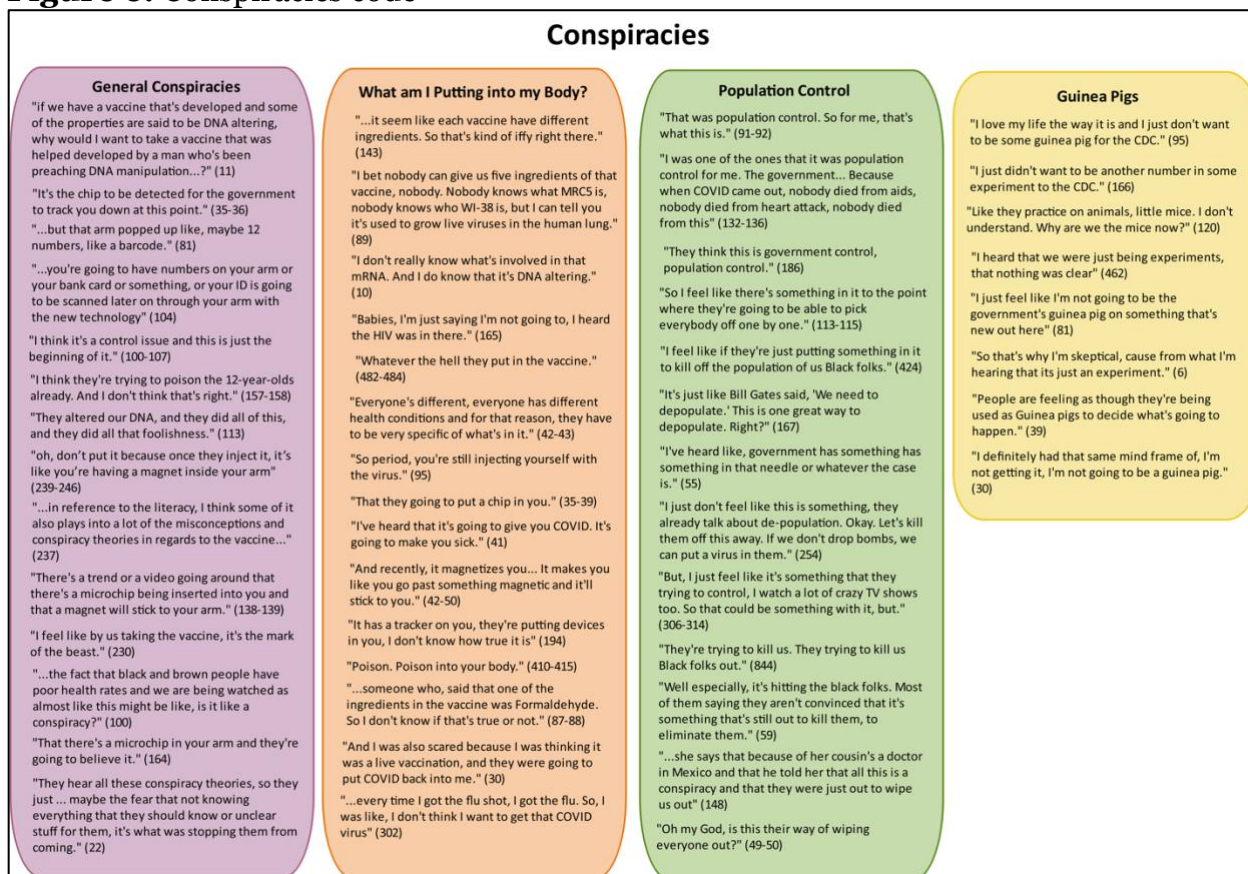 Figure 3. Conspiracies code
Conspiracies
General Conspiracies
"if we have a vaccine that's developed and some
of the properties are said to be DNA altering,
why would I want to take a vaccine that was
helped developed by a man who's been
preaching DNA manipulation...?" (11)
"It's the chip to be detected for the government
to track you down at this point." (35-36)
"...but that arm popped up like, maybe 12
numbers, like a barcode." (81)
"...you're going to have numbers on your arm or
your bank card or something, or your ID is going
to be scanned later on through your arm with
the new technology" (104)
"I think it's a control issue and this is just the
beginning of it." (100-107)
"I think they're trying to poison the 12-year-olds
already. And I don't think that's right." (157-158)
"They altered our DNA, and they did all of this,
and they did all that foolishness." (113)
"oh, don't put it because once they inject it, it's
like you're having a magnet inside your arm"
(239-246)
"...in reference to the literacy, I think some of it
also plays into a lot of the misconceptions and
conspiracy theories in regards to the vaccine..."
(237)
"There's a trend or a video going around that
there's a microchip being inserted into you and
that a magnet will stick to your arm." (138-139)
"I feel like by us taking the vaccine, it's the mark
of the beast." (230)
"...the fact that black and brown people have
poor health rates and we are being watched as
almost like this might be like, is it like a
conspiracy?" (100)
"That there's a microchip in your arm and they're
going to believe it." (164)
"They hear all these conspiracy theories, so they
just ... maybe the fear that not knowing
everything that they should know or unclear
stuff for them, it's what was stopping them from
coming." (22)
What am I Putting into my Body?
"...it seem like each vaccine have different
ingredients. So that's kind of iffy right there."
(143)
"I bet nobody can give us five ingredients of that
vaccine, nobody. Nobody knows what MRC5 is,
nobody knows who WI-38 is, but I can tell you
it's used to grow live viruses in the human lung."
(89)
"I don't really know what's involved in that
mRNA. And I do know that it's DNA altering."
(10)
"Babies, I'm just saying I'm not going to, I heard
the HIV was in there." (165)
"Whatever the hell they put in the vaccine."
(482-484)
"Everyone's different, everyone has different
health conditions and for that reason, they have
to be very specific of what's in it." (42-43)
"So period, you're still injecting yourself with
the virus." (95)
"That they going to put a chip in you." (35-39)
"I've heard that it's going to give you COVID. It's
going to make you sick." (41)
"And recently, it magnetizes you... It makes you
like you go past something magnetic and it'll
stick to you." (42-50)
"It has a tracker on you, they're putting devices
in you, I don't know how true it is" (194)
"Poison. Poison into your body." (410-415)
"...someone who, said that one of the
ingredients in the vaccine was Formaldehyde.
So I don't know if that's true or not." (87-88)
"And I was also scared because I was thinking it
was a live vaccination, and they were going to
put COVID back into me." (30)
"...every time I got the flu shot, I got the flu. So, I
was like, I don't think I want to get that COVID
virus" (302)
Population Control
"That was population control. So for me, that's
what this is." (91-92)
"I was one of the ones that it was population
control for me. The government... Because
when COVID came out, nobody died from aids,
nobody died from heart attack, nobody died
from this" (132-136)
"They think this is government control,
population control." (186)
"So I feel like there's something in it to the point
where they're going to be able to pick
everybody off one by one." (113-115)
"I feel like if they're just putting something in it
to kill off the population of us Black folks." (424)
"It's just like Bill Gates said, 'We need to
depopulate.' This is one great way to
depopulate. Right?" (167)
"I've heard like, government has something has
something in that needle or whatever the case
is." (55)
"I just don't feel like this is something, they
already talk about de-population. Okay. Let's kill
them off this away. If we don't drop bombs, we
can put a virus in them." (254)
"But, I just feel like it's something that they
trying to control, I watch a lot of crazy TV shows
too. So that could be something with it, but."
(306-314)
"They're trying to kill us. They trying to kill us
Black folks out." (844)
"Well especially, it's hitting the black folks. Most
of them saying they aren't convinced that it's
something that's still out to kill them, to
eliminate them." (59)
"...she says that because of her cousin's a doctor
in Mexico and that he told her that all this is a
conspiracy and that they were just out to wipe
us out" (148)
"Oh my God, is this their way of wiping
everyone out?" (49-50)
Guinea Pigs
"I love my life the way it is and I just don't want
to be some guinea pig for the CDC." (95)
"I just didn't want to be another number in some
experiment to the CDC." (166)
"Like they practice on animals, little mice. I don't
understand. Why are we the mice now?" (120)
"I heard that we were just being experiments,
that nothing was clear" (462)
"I just feel like I'm not going to be the
government's guinea pig on something that's
new out here" (81)
"So that's why I'm skeptical, cause from what I'm
hearing that its just an experiment." (6)
"People are feeling as though they're being
used as Guinea pigs to decide what's going to
happen." (39)
"I definitely had that same mind frame of, I'm
not getting it, I'm not going to be a guinea pig."
(30)